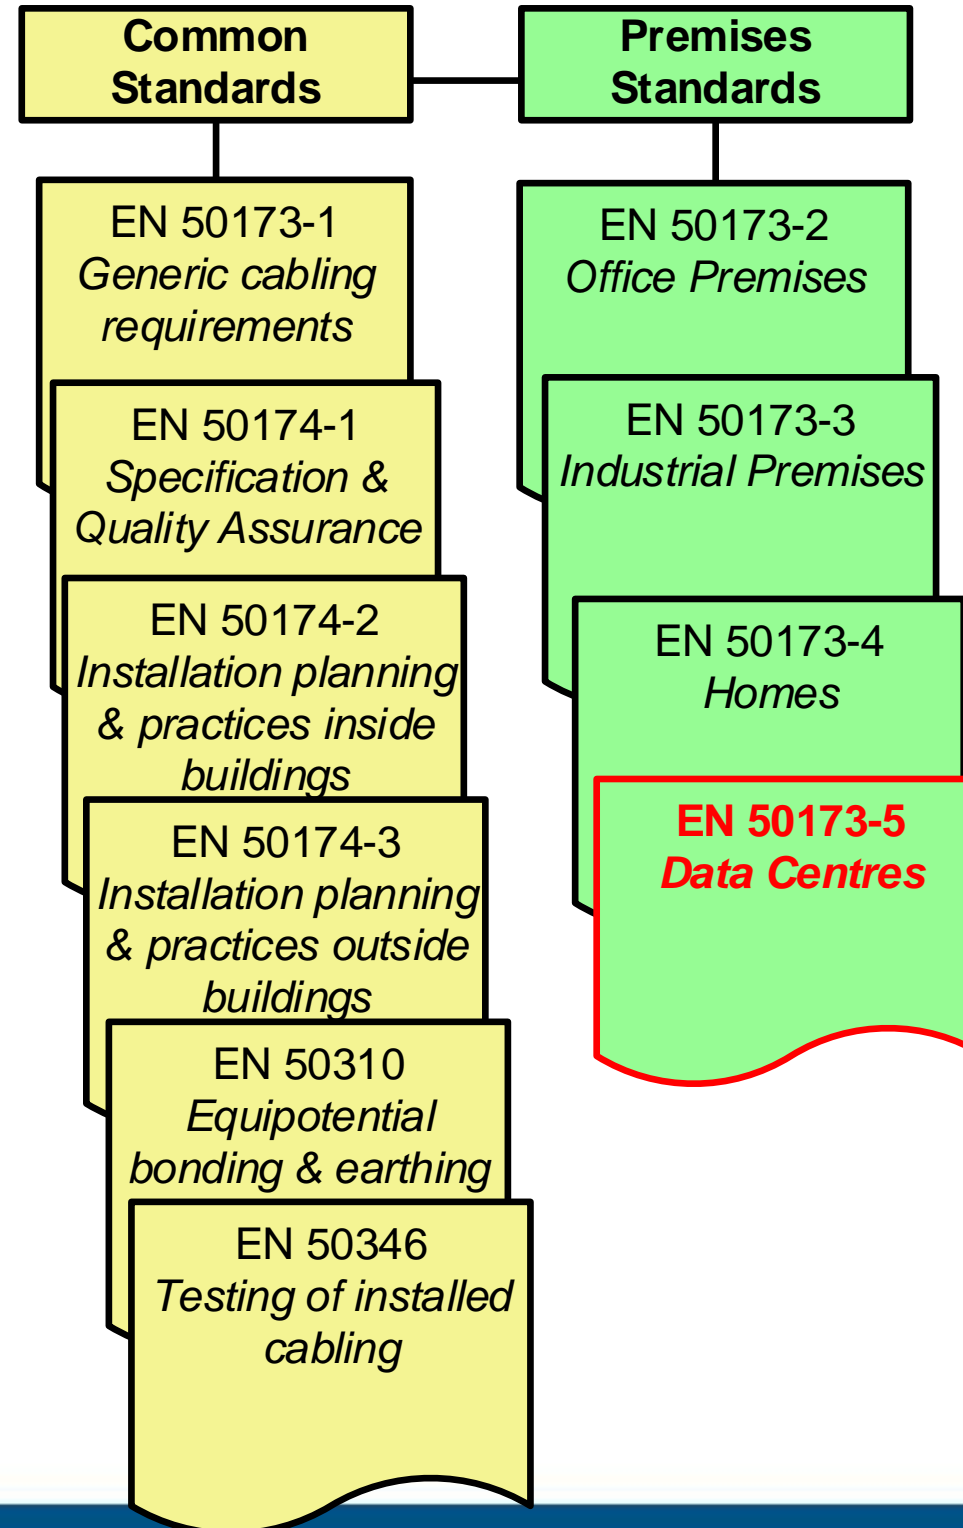 Common
Standards
Premises
Standards
EN 50173-1
Generic cabling
requirements
EN 50174-1
Specification &
Quality Assurance
EN 50174-2
Installation planning
& practices inside
buildings
EN 50174-3
Installation planning
& practices outside
buildings
EN 50310
Equipotential
bonding & earthing
EN 50346
Testing of installed
cabling
EN 50173-2
Office Premises
EN 50173-3
Industrial Premises
EN 50173-4
Homes
EN 50173-5
Data Centres